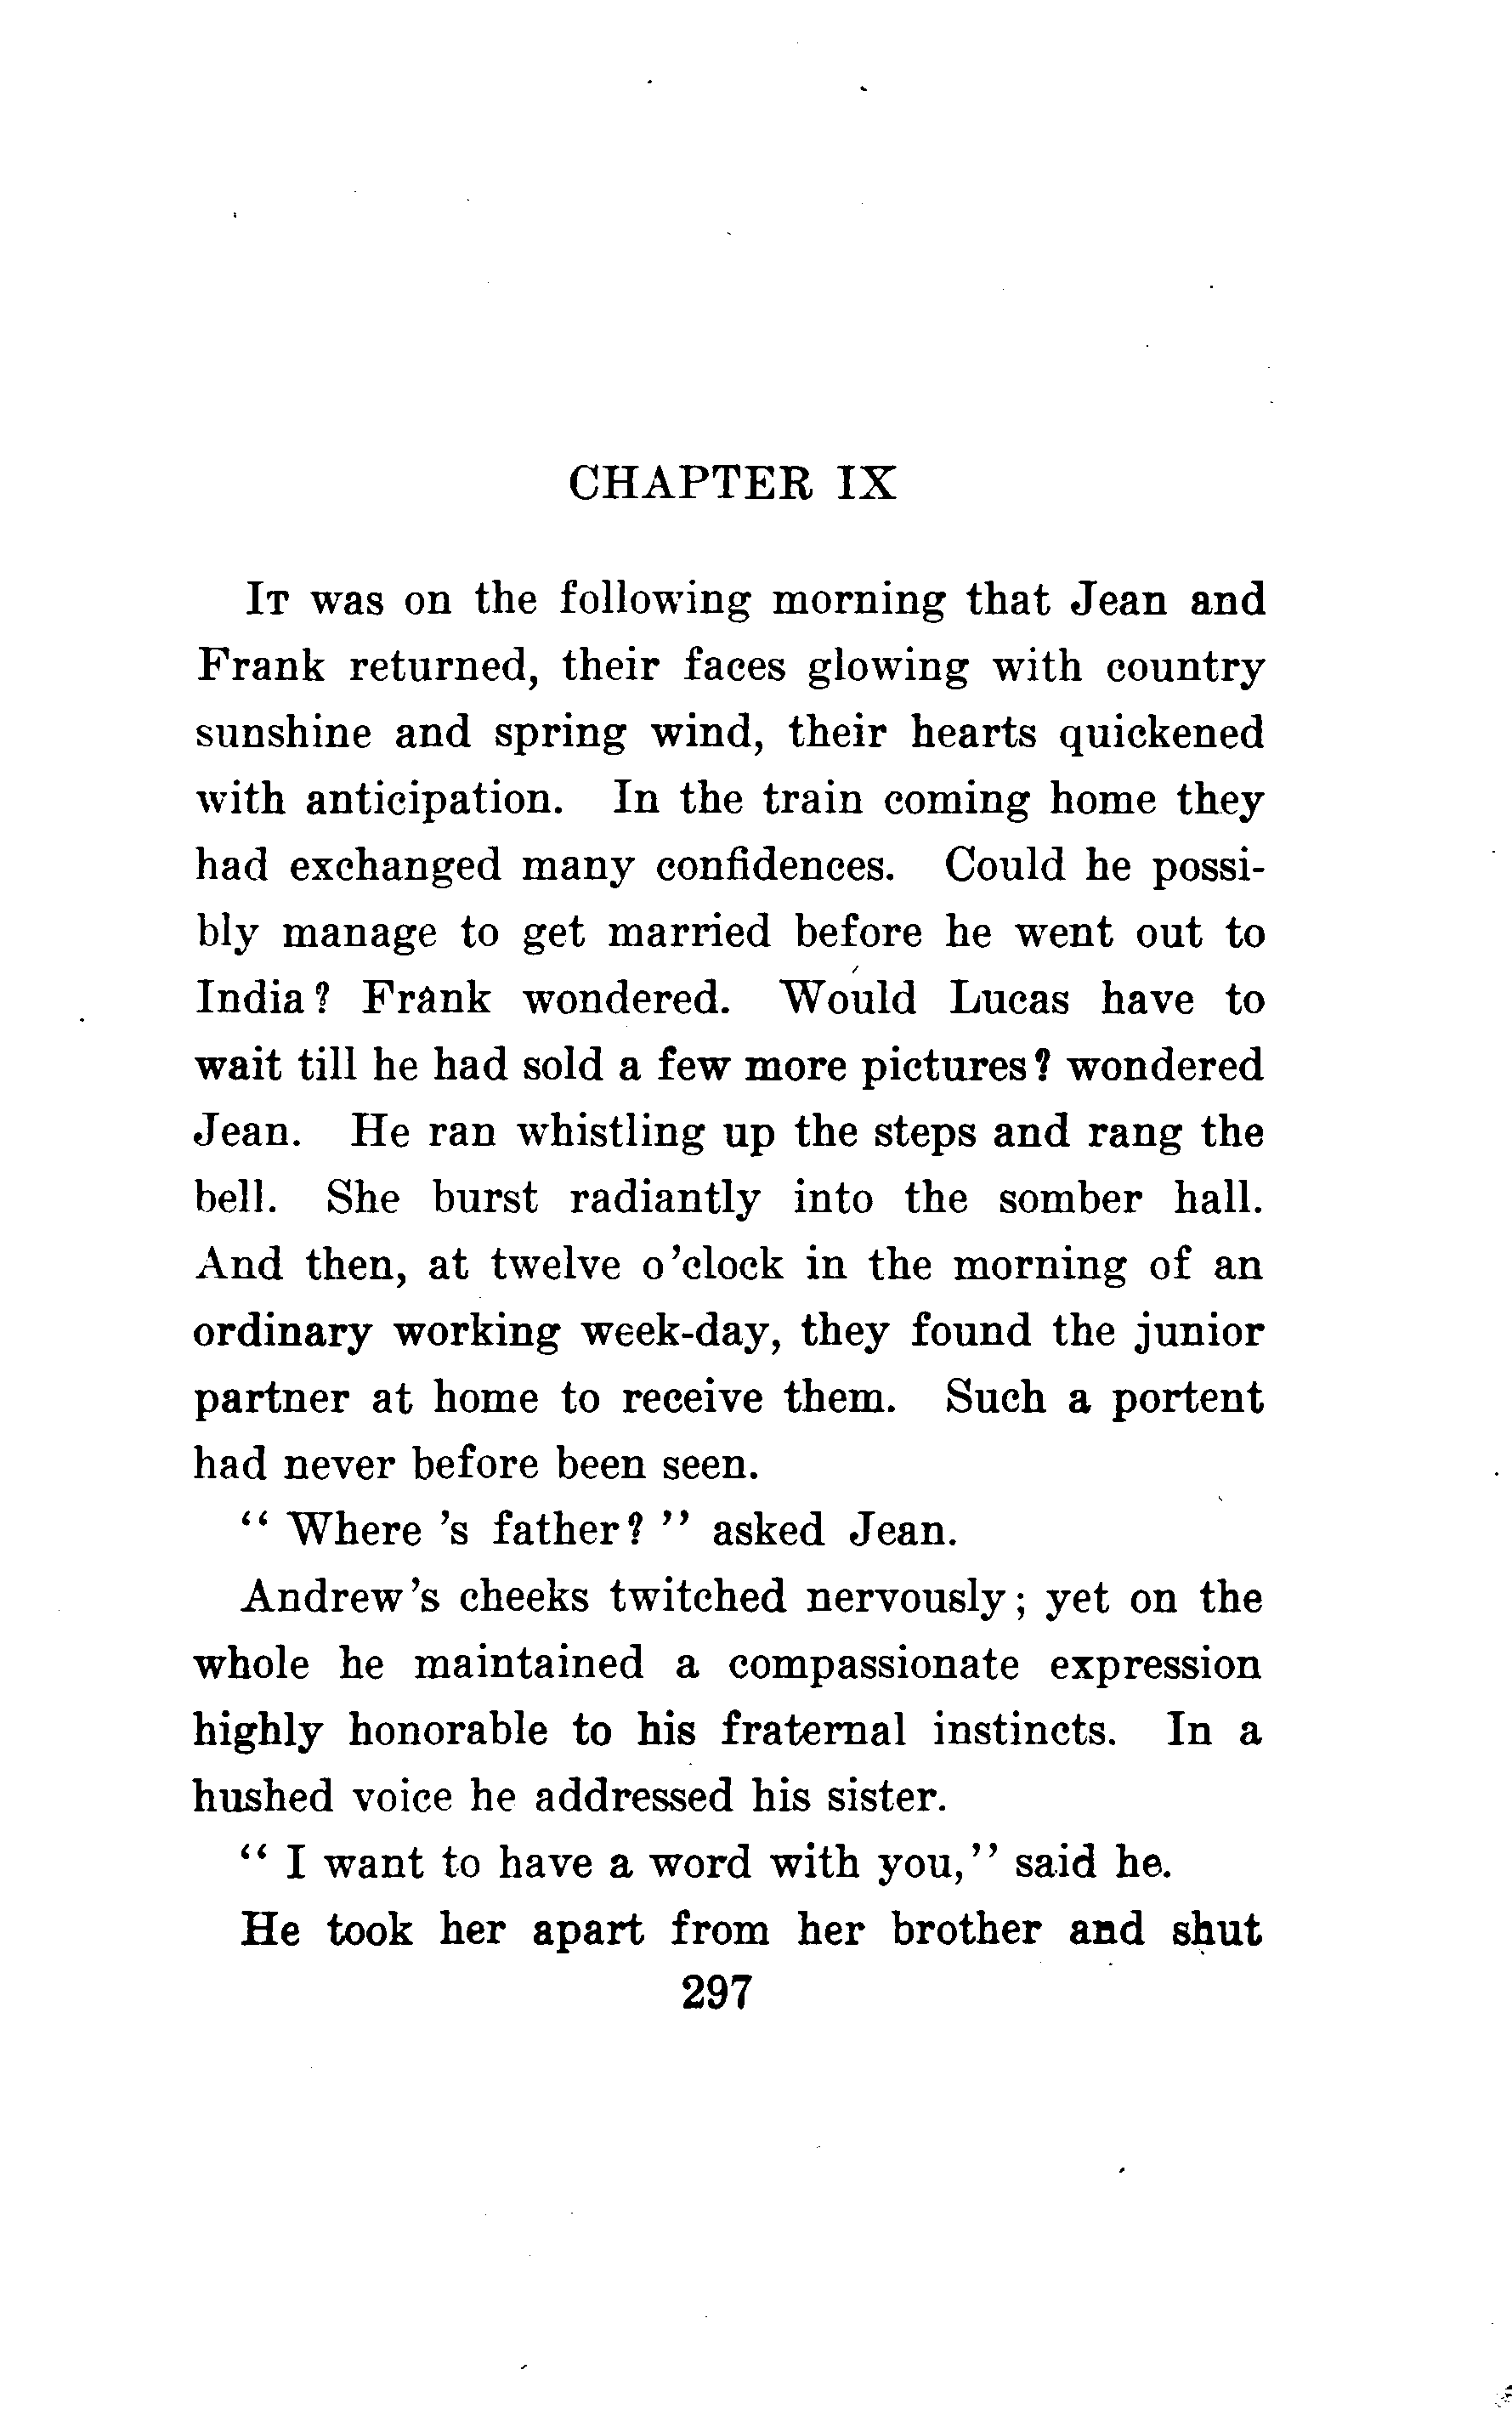 CHAPTER IX
IT was on the following morning that Jean and
Frank returned, their faces glowing with country
sunshine and spring wind, their hearts quickened
with anticipation. In the train coming home they
had exchanged many confidences. Could he possi-
bly manage to get married before he went out to
India? Frank wondered. Would Lucas have to
wait till he had sold a few more pictures? wondered
Jean. He ran whistling up the steps and rang the
bell. She burst radiantly into the somber hall.
And then, at twelve o'clock in the morning of an
ordinary working week-day, they found the junior
partner at home to receive them. Such a portent
had never before been seen.
"Where's father?" asked Jean.
Andrew's cheeks twitched nervously; yet on the
whole he maintained a compassionate expression
highly honorable to his fraternal instincts. In a
hushed voice he addressed his sister.
"I want to have a word with you," said he.
He took her apart from her brother and shut
297